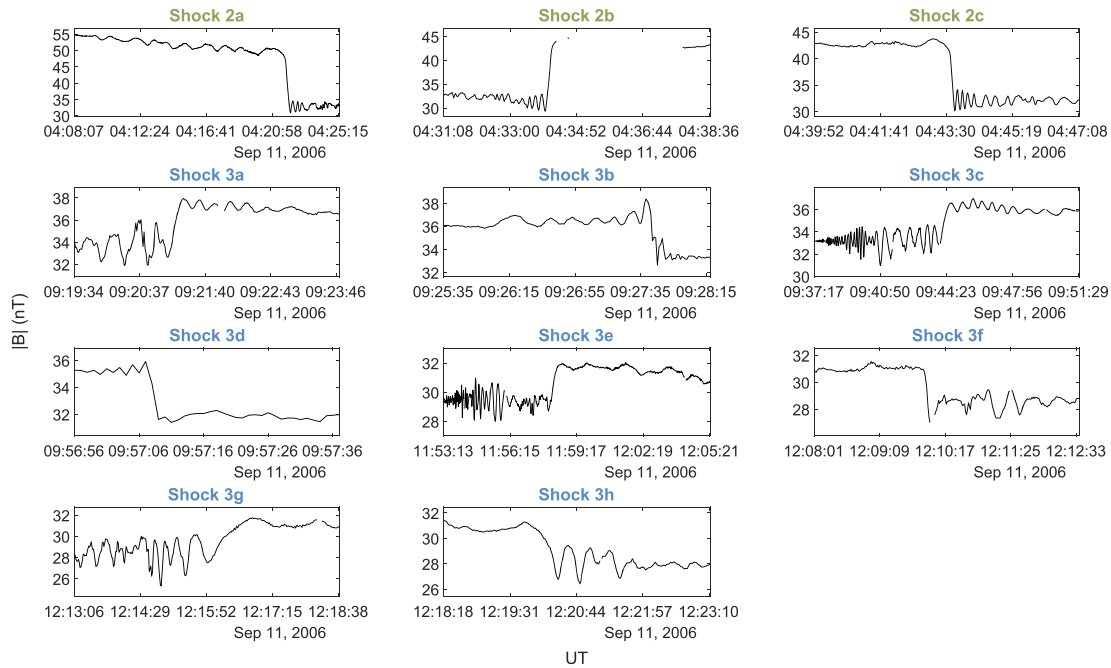 Shock 2a Shock 2b Shock 2c
55
50
45
40
35
30
04:08:07 04:12:24 04:16:41 04:20:58 04:25:15
Sep 11, 2006
45
40
35
30
04:31:08 04:33:00 04:34:52 04:36:44 04:38:36
Sep 11, 2006
45
40
35
30
04:39:52 04:41:41 04:43:30 04:45:19 04:47:08
Sep 11, 2006
Shock 3a Shock 3b Shock 3c
38
36
34
32
09:19:34 09:20:37 09:21:40 09:22:43 09:23:46
Sep 11, 2006
38
36
34
32
09:25:35 09:26:15 09:26:55 09:27:35 09:28:15
Sep 11, 2006
36
34
32
30
09:37:17 09:40:50 09:44:23 09:47:56 09:51:29
Sep 11, 2006
|B| (nT)
Shock 3d Shock 3e Shock 3f
36
34
32
09:56:56 09:57:06 09:57:16 09:57:26 09:57:36
Sep 11, 2006
32
30
28
11:53:13 11:56:15 11:59:17 12:02:19 12:05:21
Sep 11, 2006
32
30
28
12:08:01 12:09:09 12:10:17 12:11:25 12:12:33
Sep 11, 2006
Shock 3g Shock 3h
32
30
28
26
12:13:06 12:14:29 12:15:52 12:17:15 12:18:38
Sep 11, 2006
32
30
28
26
12:18:18 12:19:31 12:20:44 12:21:57 12:23:10
Sep 11, 2006
UT